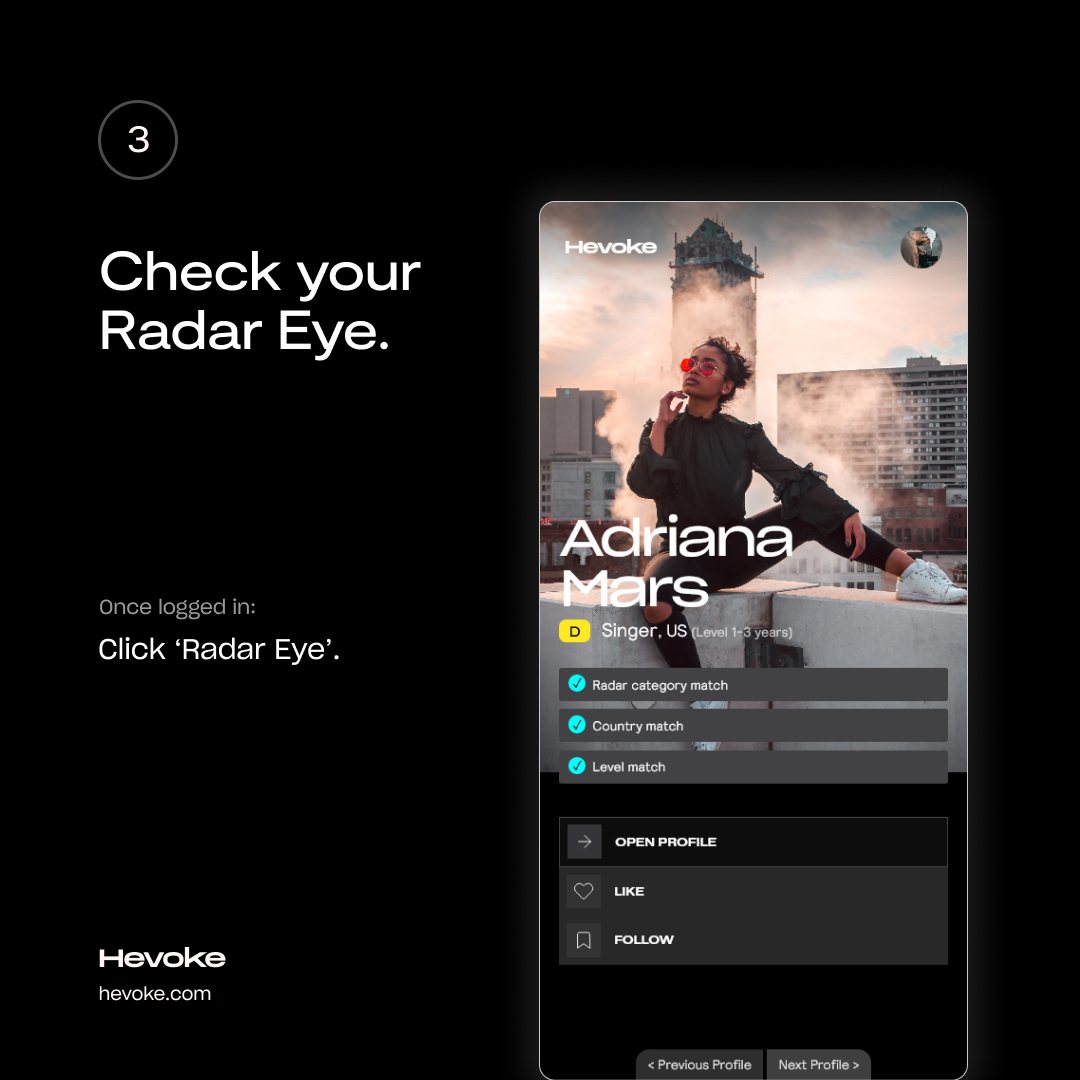 3
Check your
Radar Eye.
Once logged in:
Click ‘Radar Eye’.
Hevoke
hevoke.com
Hevoke
Adriana
Mars
D Singer, US (Level 1-3 years)
Radar category match
Country match
Level match
OPEN PROFILE
LIKE
FOLLOW
< Previous Profile Next Profile >